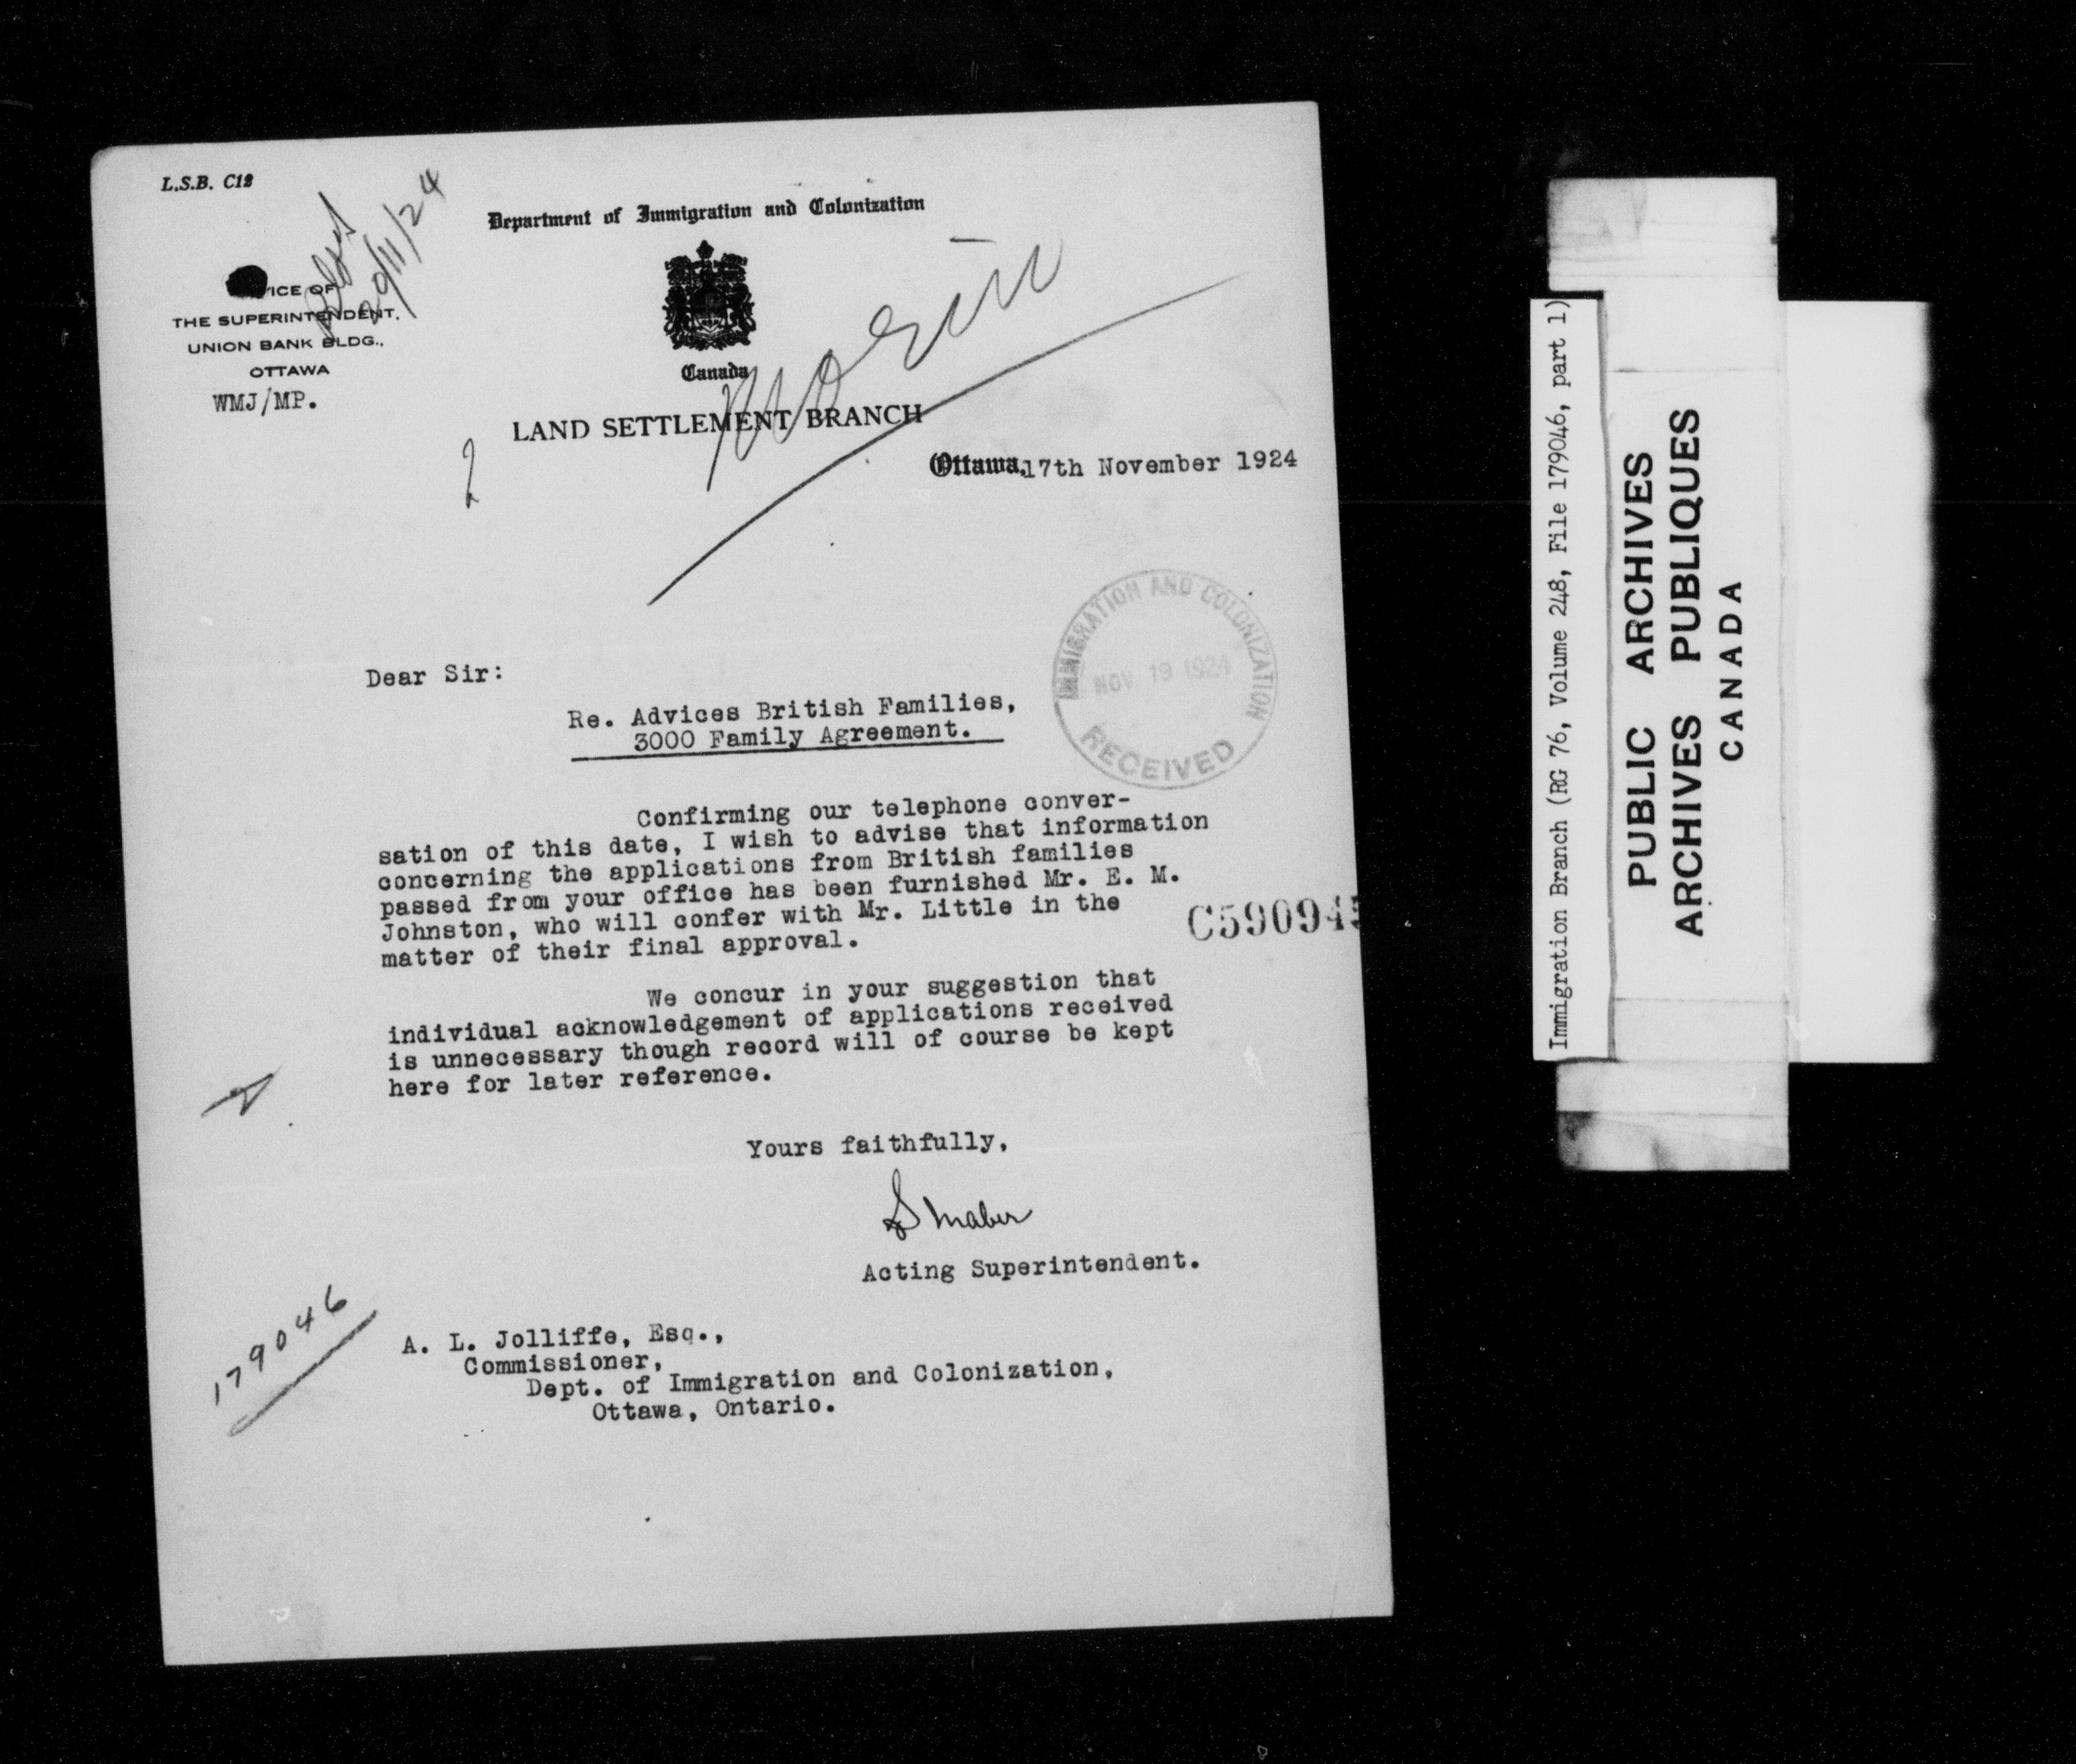 L.S.B. C12
29/11/24
Department of Immigration and Colonization
ICE OF
THE SUPERINTENDENT,
UNION BANK BLDG.,
OTTAWA
WMJ/MP.
Canada
LAND SETTLEMENT BRANCH
Ottawa, 17th November 1924
IMMIGRATION AND COLONIZATION
NOV 19 1924
RECEIVED
Dear Sir:
Re. Advices British Families,
3000 Family Agreement.
Confirming our telephone conver-
sation of this date, I wish to advise that information
concerning the applications from British families
passed from your office has been furnished Mr. E. M.
Johnston, who will confer with Mr. Little in the
matter of their final approval.
C590945
We concur in your suggestion that
individual acknowledgement of applications received
is unnecessary though record will of course be kept
here for later reference.
Yours faithfully,
Maber
Acting Superintendent.
179046
A. L. Jolliffe, Esq.,
Commissioner,
Dept. of Immigration and Colonization,
Ottawa, Ontario.
Immigration Branch (RG 76, Volume 248, File 179046, part 1)
PUBLIC ARCHIVES
ARCHIVES PUBLIQUES
CANADA